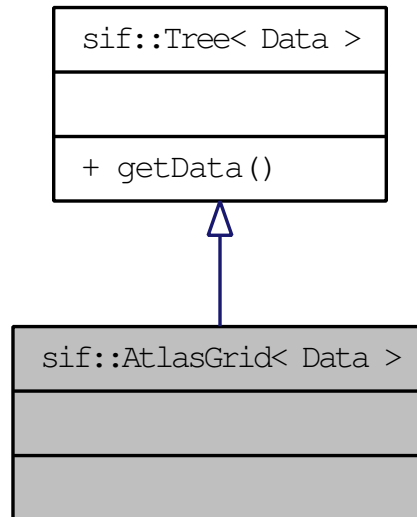 sif::Tree< Data >
+ getData()
sif::AtlasGrid< Data >